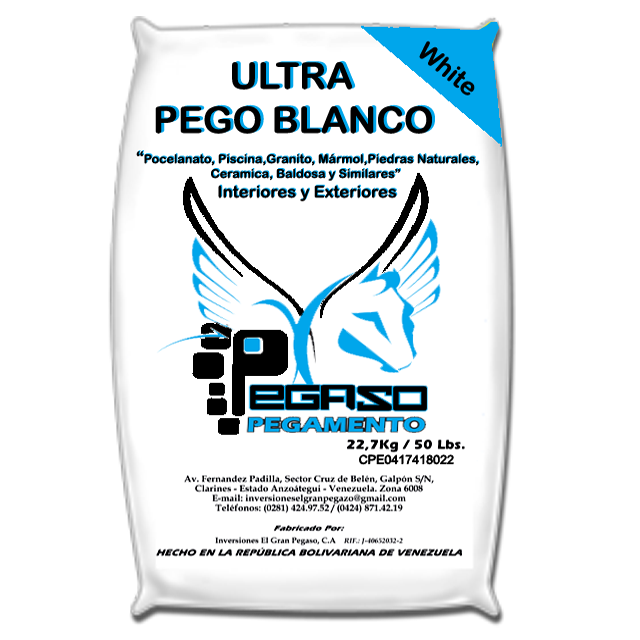 White
ULTRA
PEGO BLANCO
“Pocelanato, Piscina,Granito, Mármol,Piedras Naturales,
Ceramica, Baldosa y Similares”
Interiores y Exteriores
PEGASO
PEGAMENTO
22,7Kg / 50 Lbs.
CPE0417418022
Av. Fernandez Padilla, Sector Cruz de Belén, Galpón S/N,
Clarines - Estado Anzoátegui - Venezuela. Zona 6008
E-mail: inversioneselgranpegazo@gmail.com
Teléfonos: (0281) 424.97.52 / (0424) 871.42.19
Fabricado Por:
Inversiones El Gran Pegaso, C.A RIF.: J-40652032-2
HECHO EN LA REPÚBLICA BOLIVARIANA DE VENEZUELA